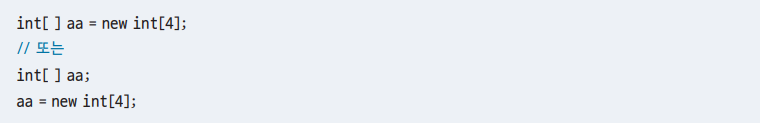 int[ ] aa = new int[4];
// 또는
int[ ] aa;
aa = new int[4];